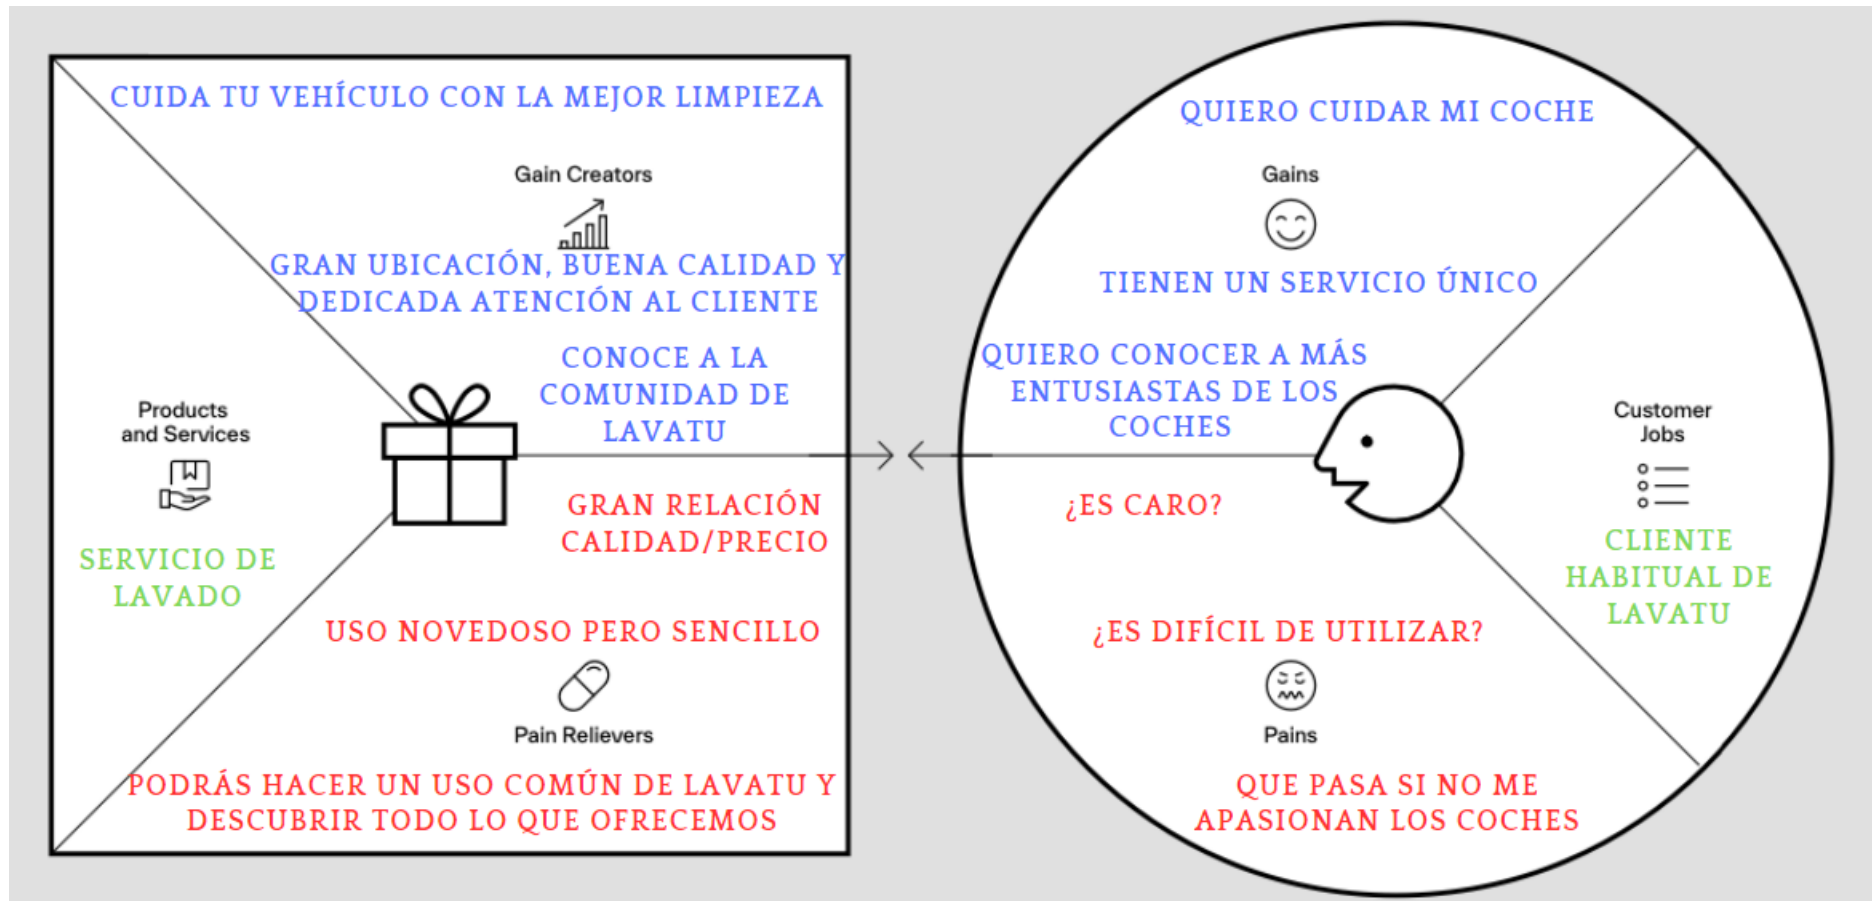 CUIDA TU VEHÍCULO CON LA MEJOR LIMPIEZA
Gain Creators
GRAN UBICACIÓN, BUENA CALIDAD Y
DEDICADA ATENCIÓN AL CLIENTE
CONOCE A LA
COMUNIDAD DE
LAVATU
Products
and Services
SERVICIO DE
LAVADO
GRAN RELACIÓN
CALIDAD/PRECIO
USO NOVEDOSO PERO SENCILLO
Pain Relievers
PODRÁS HACER UN USO COMÚN DE LAVATU Y
DESCUBRIR TODO LO QUE OFRECEMOS
QUIERO CUIDAR MI COCHE
Gains
TIENEN UN SERVICIO ÚNICO
QUIERO CONOCER A MÁS
ENTUSIASTAS DE LOS
COCHES
Customer
Jobs
CLIENTE
HABITUAL DE
LAVATU
¿ES CARO?
¿ES DIFÍCIL DE UTILIZAR?
Pains
QUE PASA SI NO ME
APASIONAN LOS COCHES